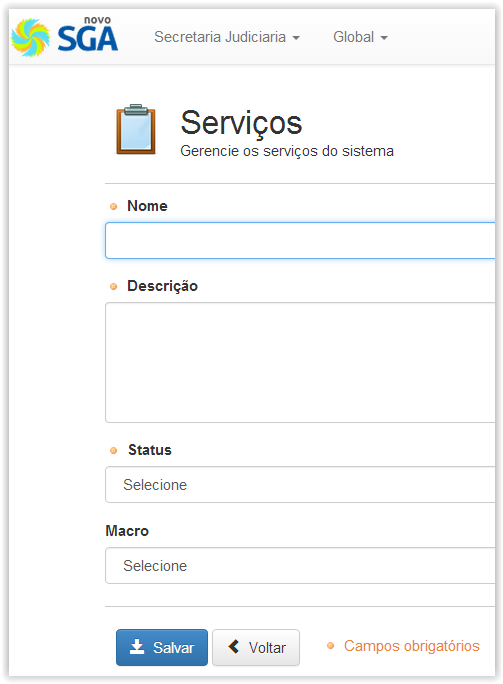 novo
SGA
Secretaria Judiciaria
Global
Serviços
Gerencie os serviços do sistema
Nome
Descrição
Status
Selecione
Macro
Selecione
Salvar
Voltar
Campos obrigatórios